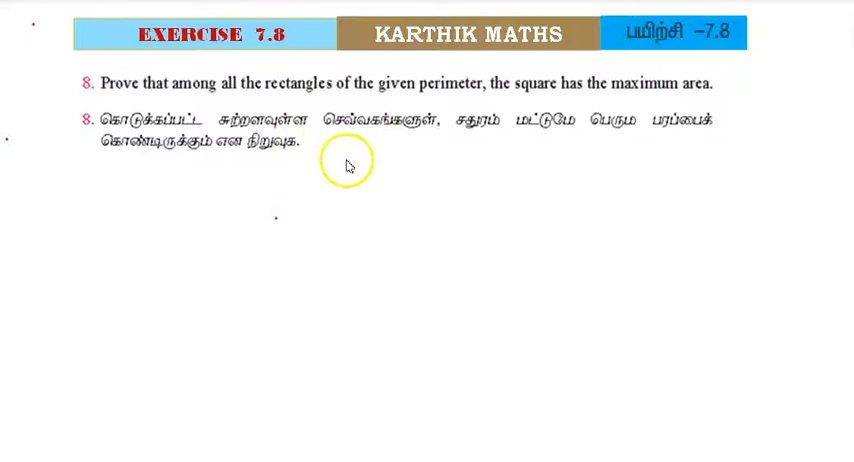 EXERCISE 7.8 KARTHIK MATHS பயிற்சி –7.8
8. Prove that among all the rectangles of the given perimeter, the square has the maximum area.
8. கொடுக்கப்பட்ட சுற்றளவுள்ள செவ்வகங்களுள், சதுரம் மட்டுமே பெரும பரப்பைக்
கொண்டிருக்கும் என நிறுவுக.